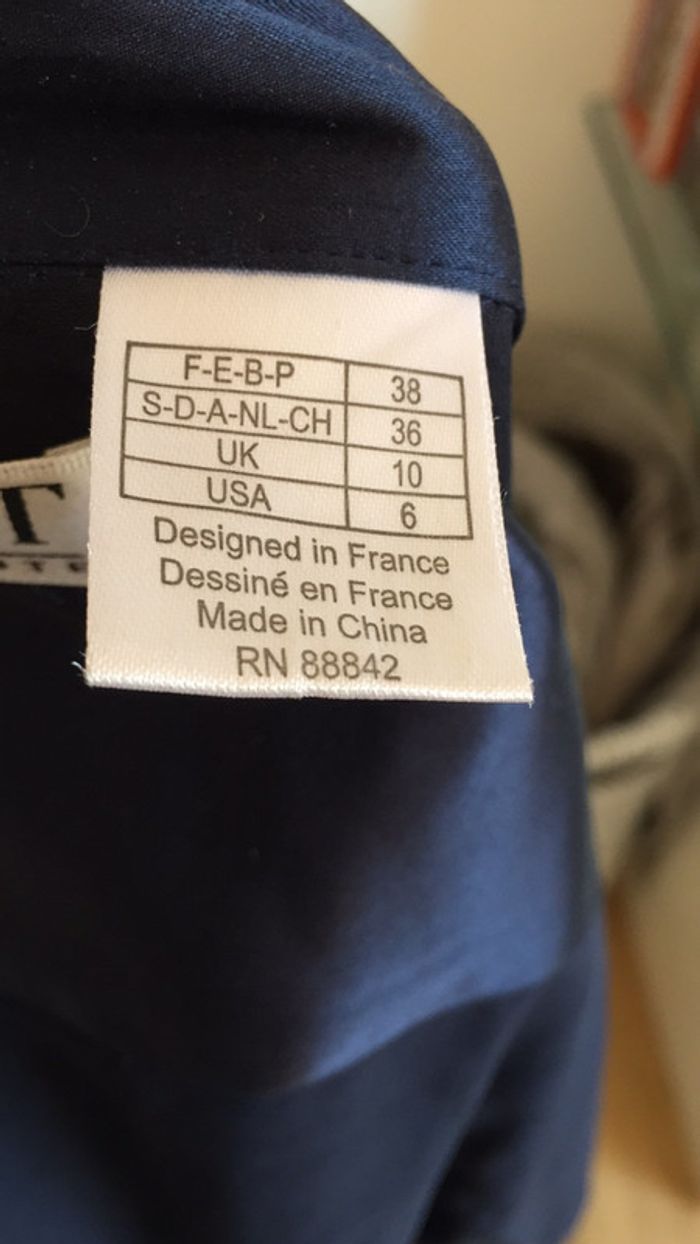 F-E-B-P 38
S-D-A-NL-CH 36
UK 10
USA 6
Designed in France
Dessiné en France
Made in China
RN 88842